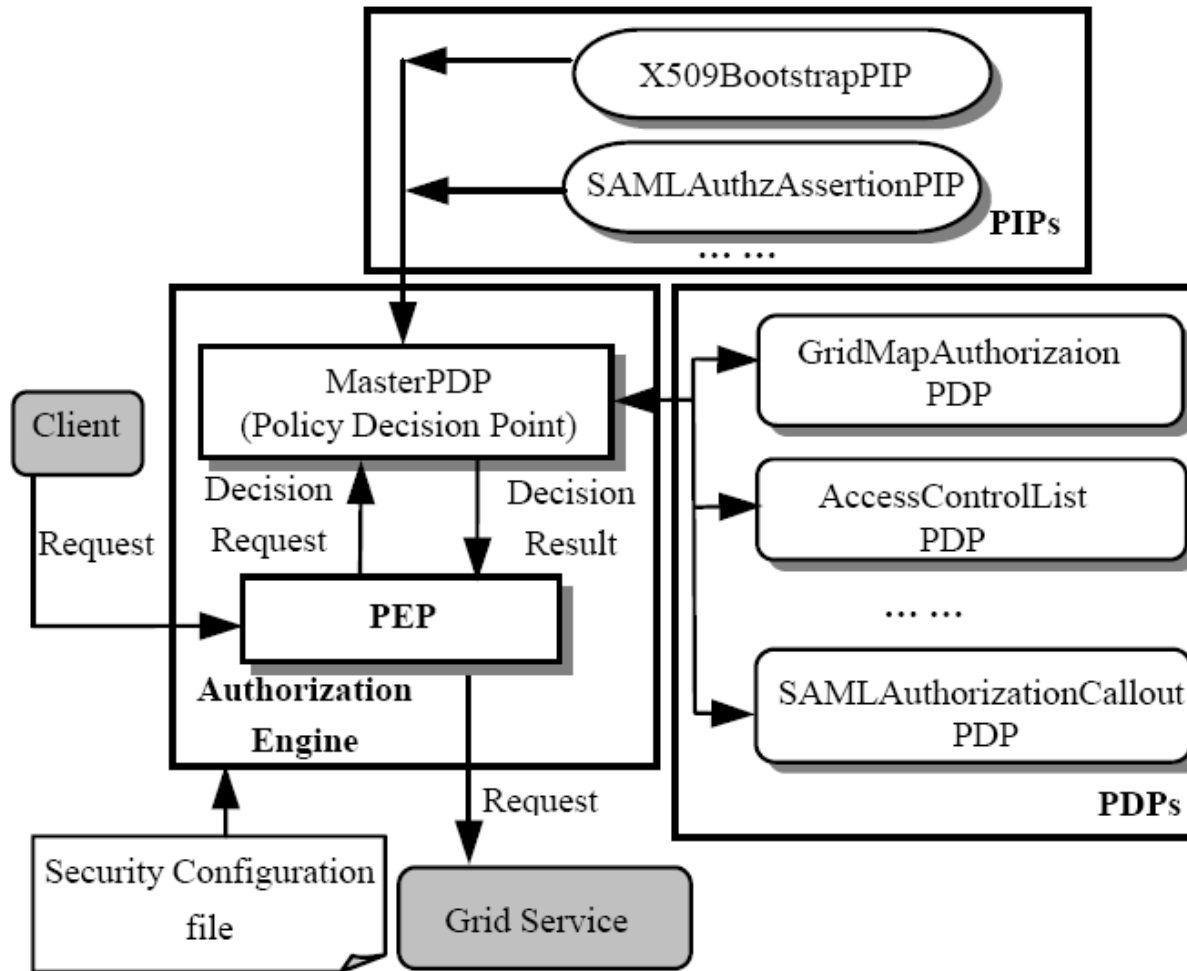 X509BootstrapPIP
SAMLAuthzAssertionPIP
PIPs
... ...
MasterPDP
(Policy Decision Point)
GridMapAuthorizaion
PDP
Client
Decision
Request
Decision
Result
AccessControlList
PDP
Request
... ...
PEP
Authorization
Engine
SAMLAuthorizationCallout
PDP
Request
PDPs
Security Configuration
file
Grid Service